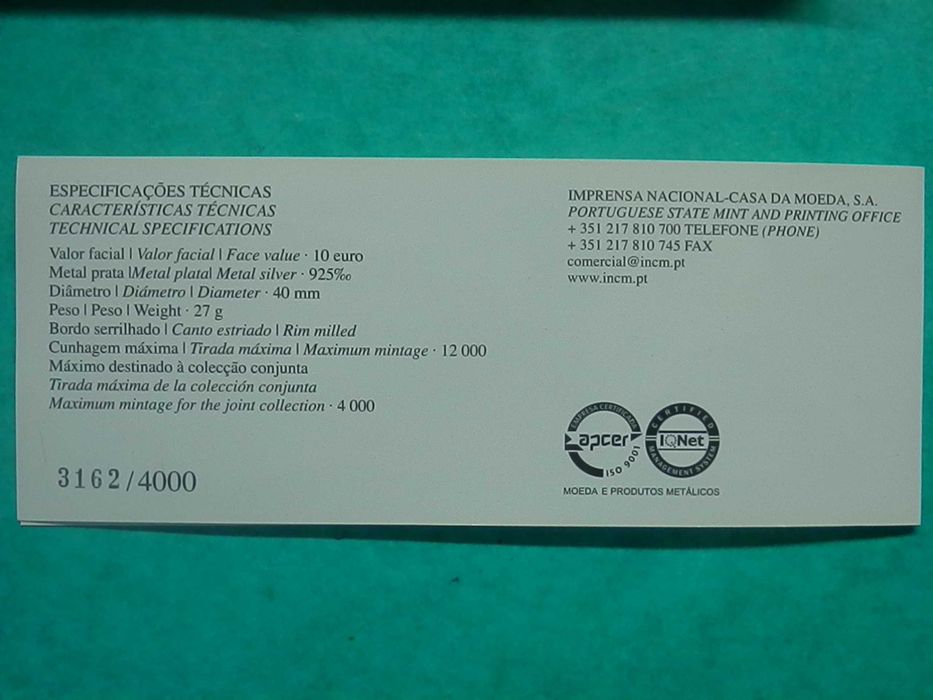 ESPECIFICAÇÕES TÉCNICAS
CARACTERÍSTICAS TÉCNICAS
TECHNICAL SPECIFICATIONS
Valor facial | Valor facial | Face value · 10 euro
Metal prata |Metal plata| Metal silver · 925‰
Diâmetro | Diámetro | Diameter · 40 mm
Peso | Peso | Weight · 27 g
Bordo serrilhado | Canto estriado | Rim milled
Cunhagem máxima | Tirada máxima | Maximum mintage · 12 000
Máximo destinado à colecção conjunta
Tirada máxima de la colección conjunta
Maximum mintage for the joint collection · 4 000
3162/4000
IMPRENSA NACIONAL-CASA DA MOEDA, S.A.
PORTUGUESE STATE MINT AND PRINTING OFFICE
+ 351 217 810 700 TELEFONE (PHONE)
+ 351 217 810 745 FAX
comercial@incm.pt
www.incm.pt
EMPRESA CERTIFICADA
apcer
ISO 9001
CERTIFIED
IQNet
MANAGEMENT SYSTEM
MOEDA E PRODUTOS METÁLICOS